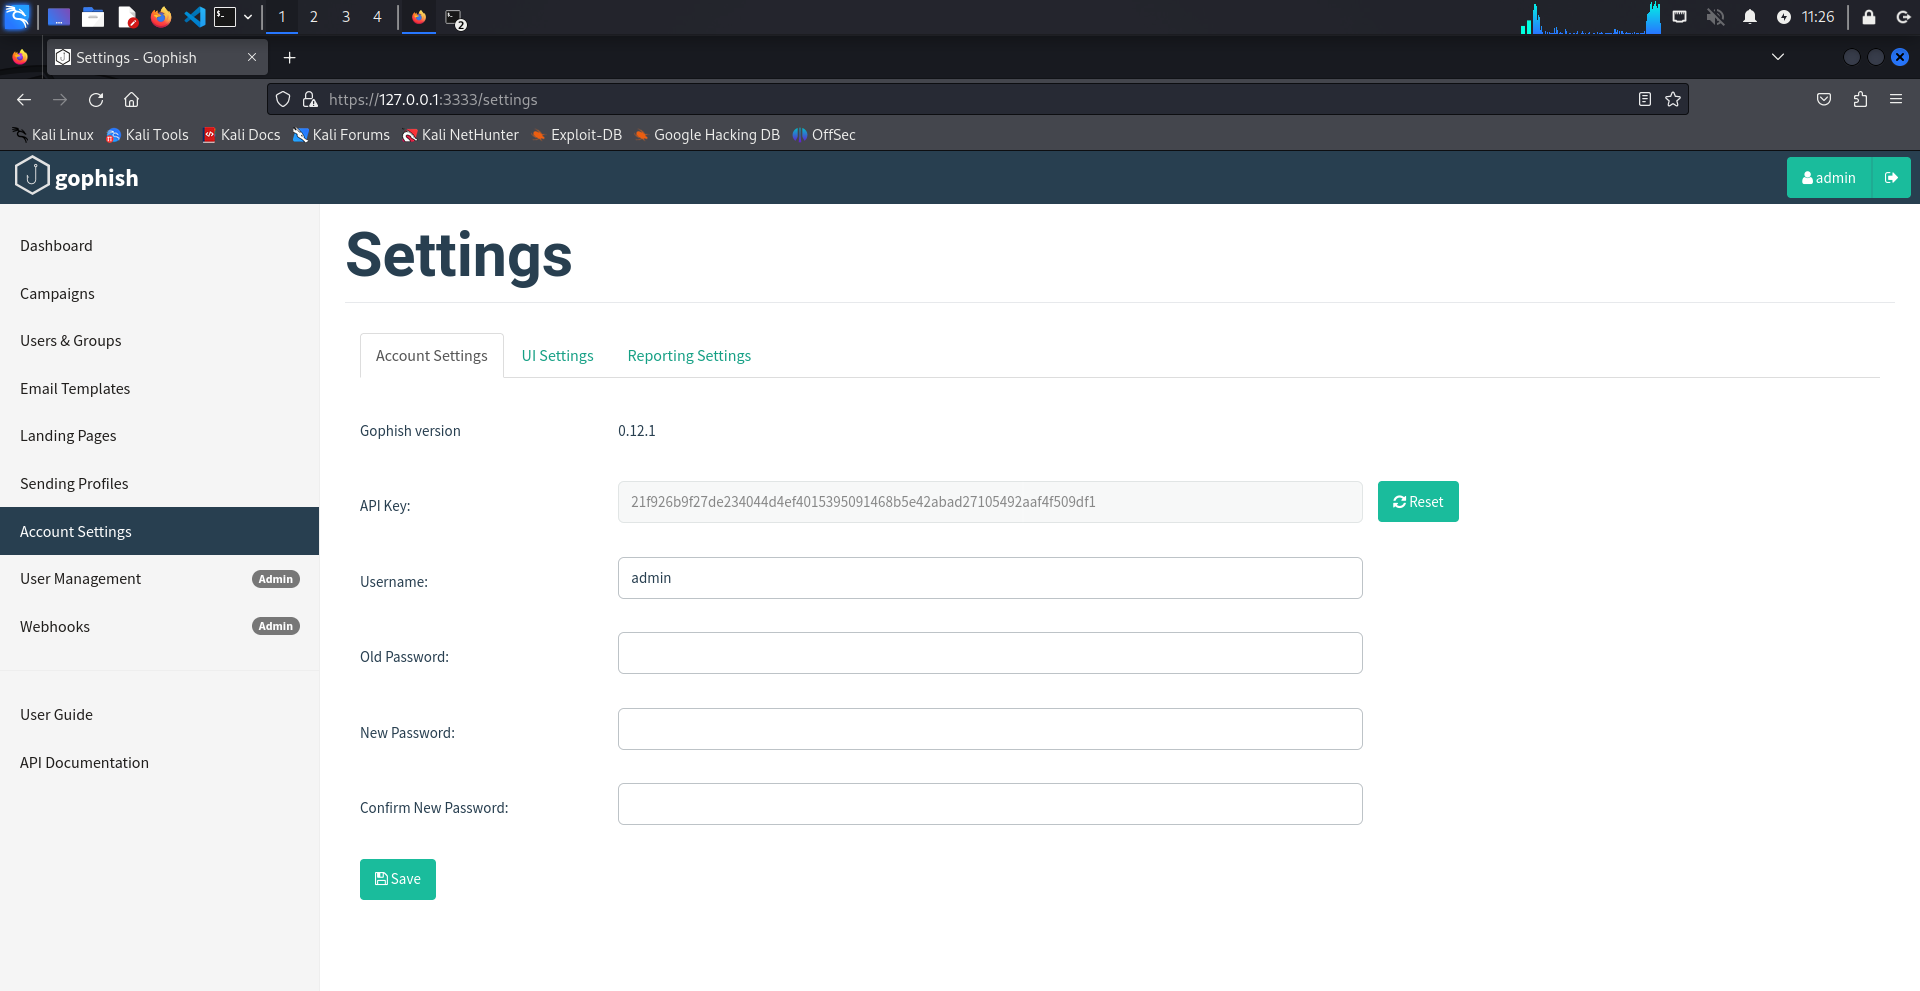 1 2 3 4 2 11:26
Settings - Gophish
https://127.0.0.1:3333/settings
Kali Linux Kali Tools Kali Docs Kali Forums Kali NetHunter Exploit-DB Google Hacking DB OffSec
gophish admin
Dashboard
Campaigns
Users & Groups
Email Templates
Landing Pages
Sending Profiles
Account Settings
User Management Admin
Webhooks Admin
User Guide
API Documentation
Settings
Account Settings UI Settings Reporting Settings
Gophish version 0.12.1
API Key: 21f926b9f27de234044d4ef4015395091468b5e42abad27105492aaf4f509df1 Reset
Username: admin
Old Password:
New Password:
Confirm New Password:
Save